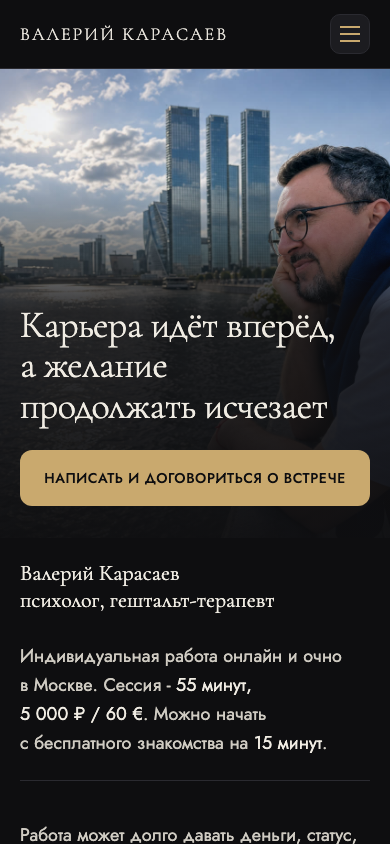 ВАЛЕРИЙ КАРАСАЕВ
Карьера идёт вперёд,
а желание
продолжать исчезает
НАПИСАТЬ И ДОГОВОРИТЬСЯ О ВСТРЕЧЕ
Валерий Карасаев
психолог, гештальт-терапевт
Индивидуальная работа онлайн и очно
в Москве. Сессия - 55 минут,
5 000 ₽ / 60 €. Можно начать
с бесплатного знакомства на 15 минут.
Работа может долго давать деньги, статус,